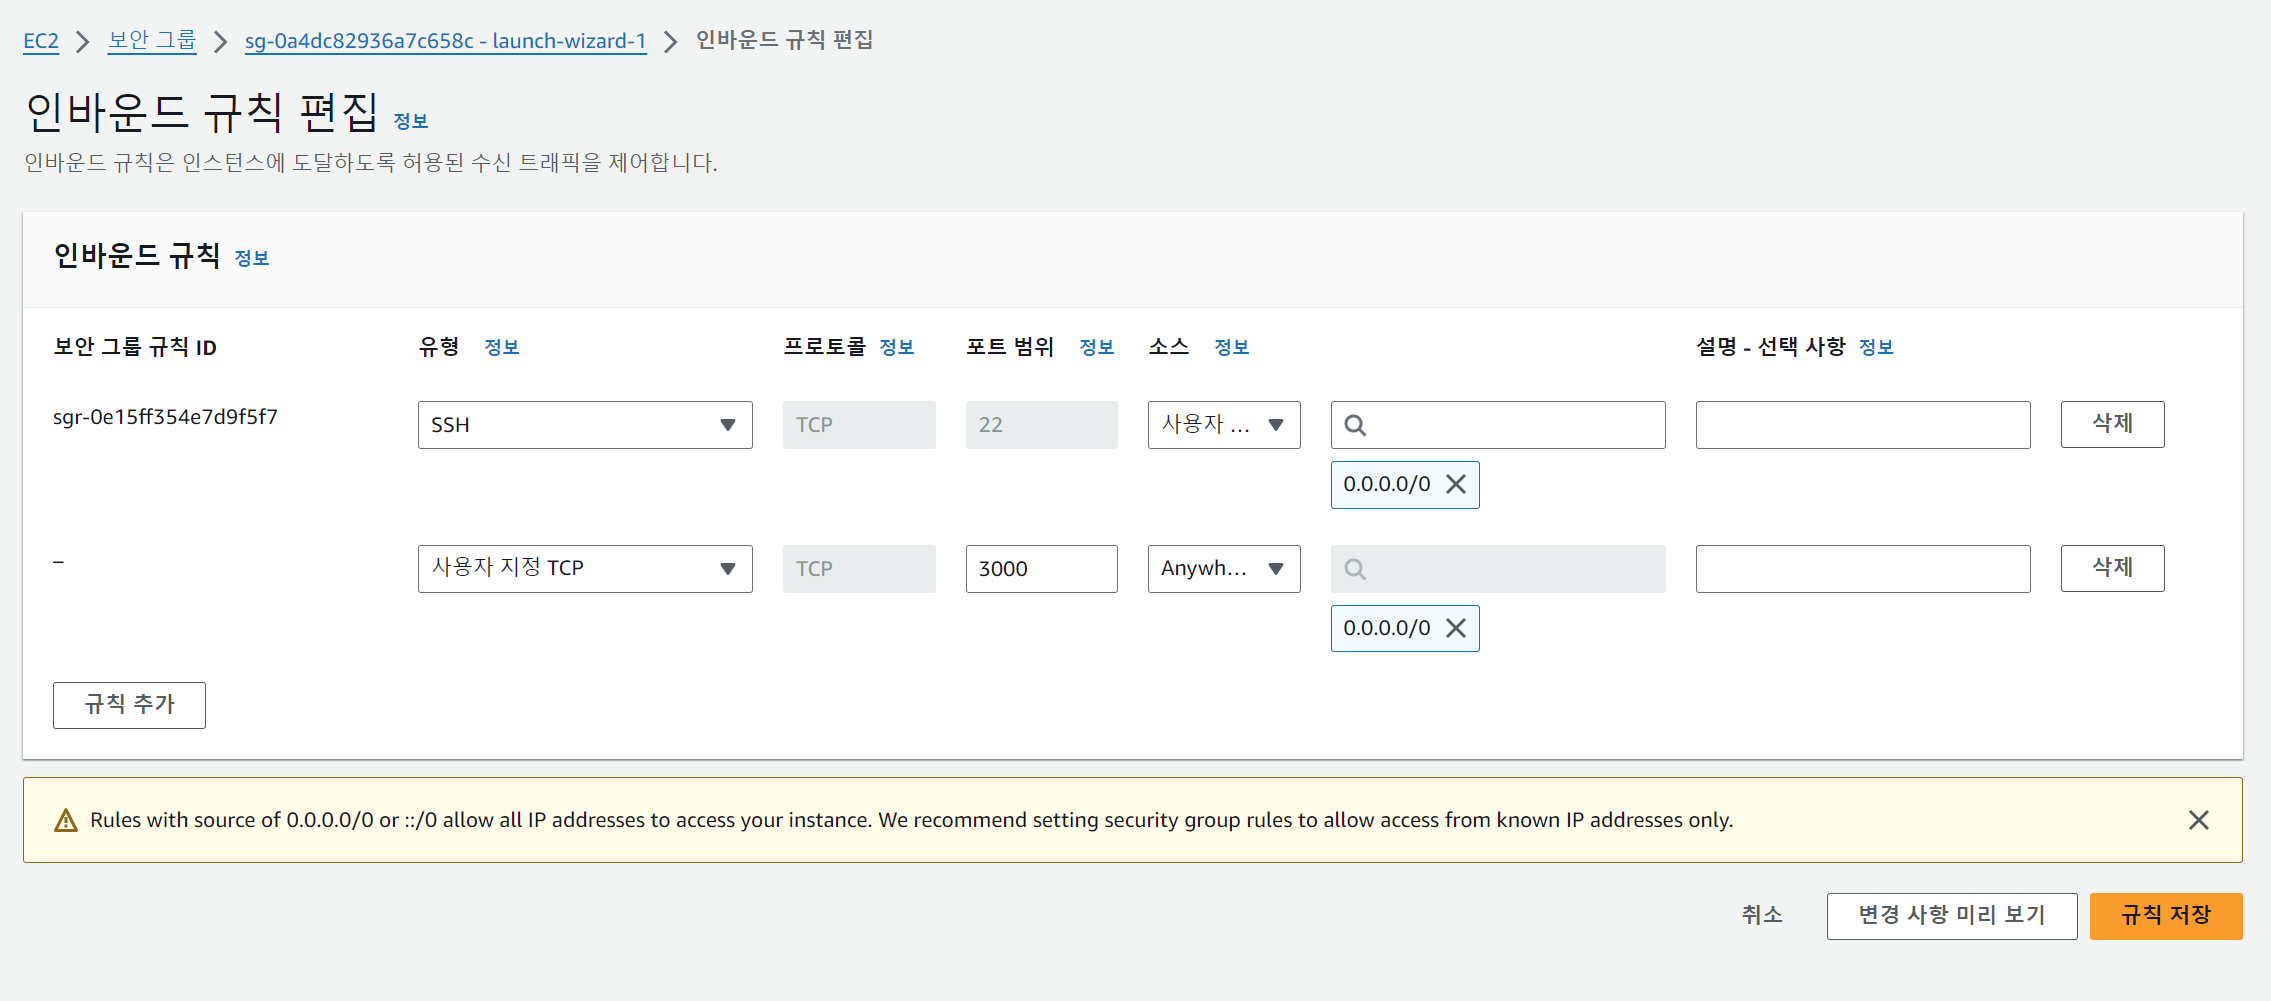 EC2 > 보안 그룹 > sg-0a4dc82936a7c658c - launch-wizard-1 > 인바운드 규칙 편집
인바운드 규칙 편집 정보
인바운드 규칙은 인스턴스에 도달하도록 허용된 수신 트래픽을 제어합니다.
인바운드 규칙 정보
보안 그룹 규칙 ID 유형 정보 프로토콜 정보 포트 범위 정보 소스 정보 설명 - 선택 사항 정보
sgr-0e15ff354e7d9f5f7 SSH TCP 22 사용자 ... 삭제
0.0.0.0/0
– 사용자 지정 TCP TCP 3000 Anywh... 삭제
0.0.0.0/0
규칙 추가
Rules with source of 0.0.0.0/0 or ::/0 allow all IP addresses to access your instance. We recommend setting security group rules to allow access from known IP addresses only.
취소 변경 사항 미리 보기 규칙 저장